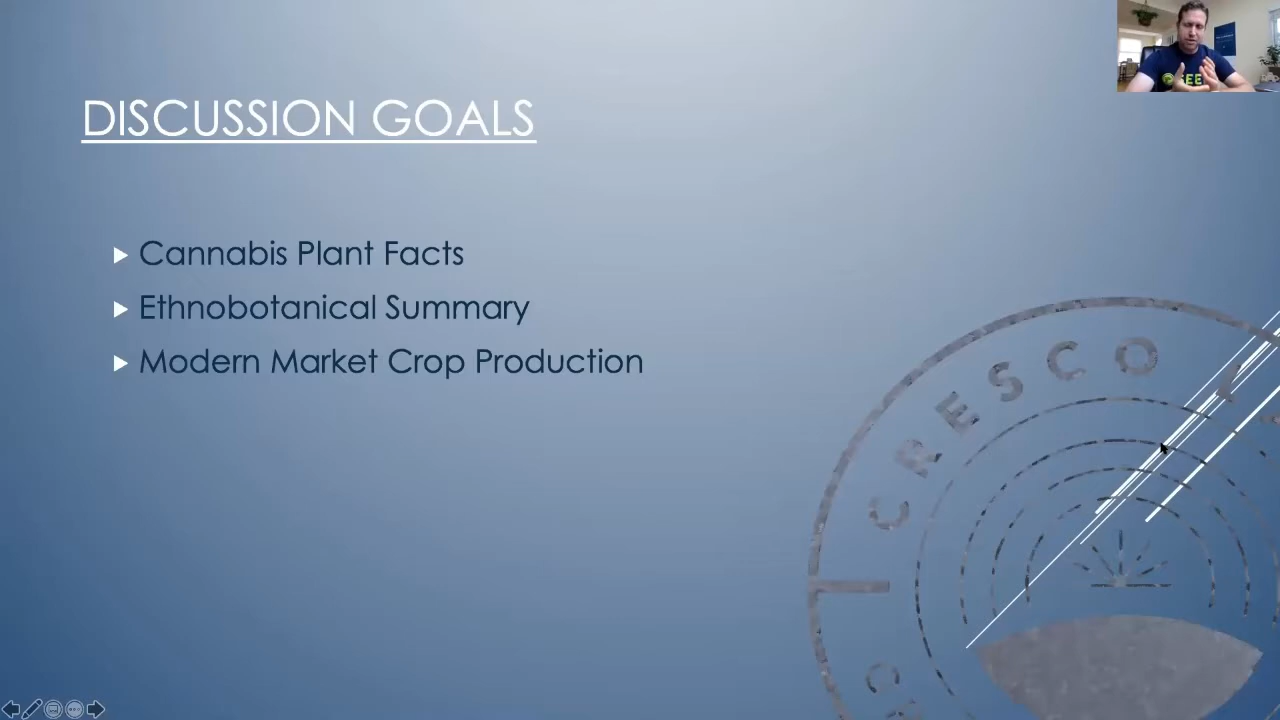 DISCUSSION GOALS
Cannabis Plant Facts
Ethnobotanical Summary
Modern Market Crop Production
CRESCO